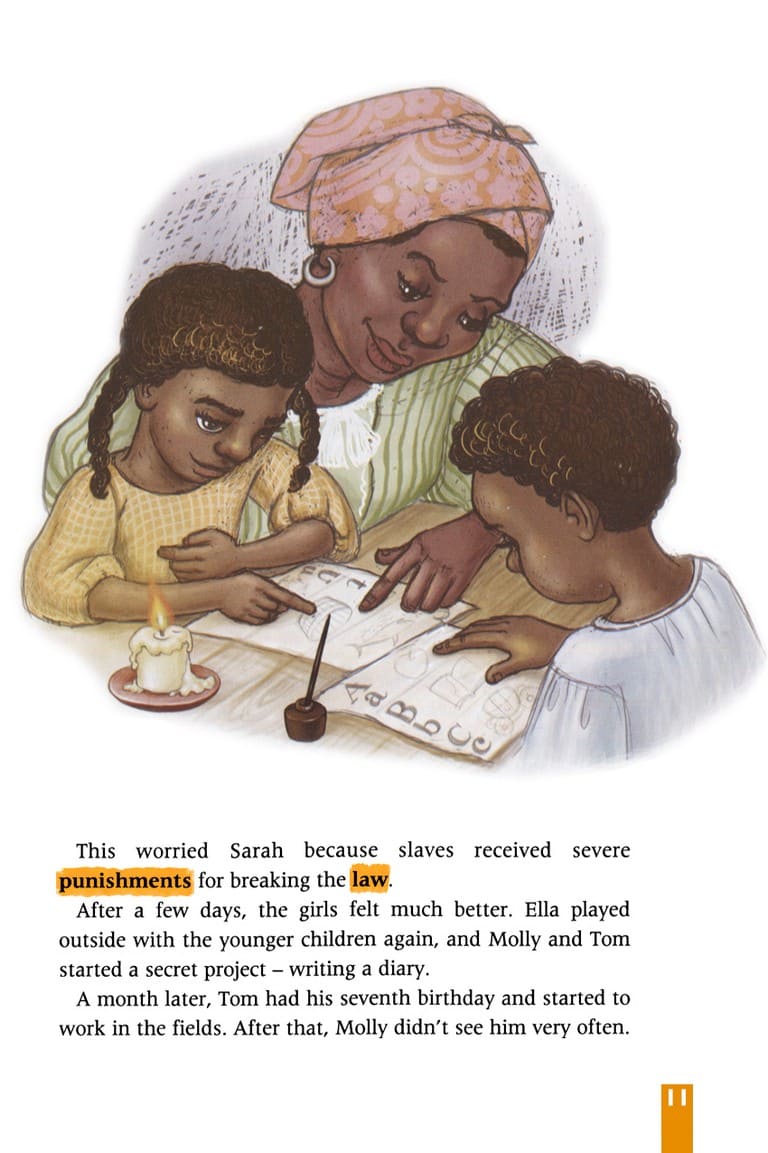 A a B b C c
This worried Sarah because slaves received severe
punishments for breaking the law.
After a few days, the girls felt much better. Ella played
outside with the younger children again, and Molly and Tom
started a secret project – writing a diary.
A month later, Tom had his seventh birthday and started to
work in the fields. After that, Molly didn’t see him very often.
11